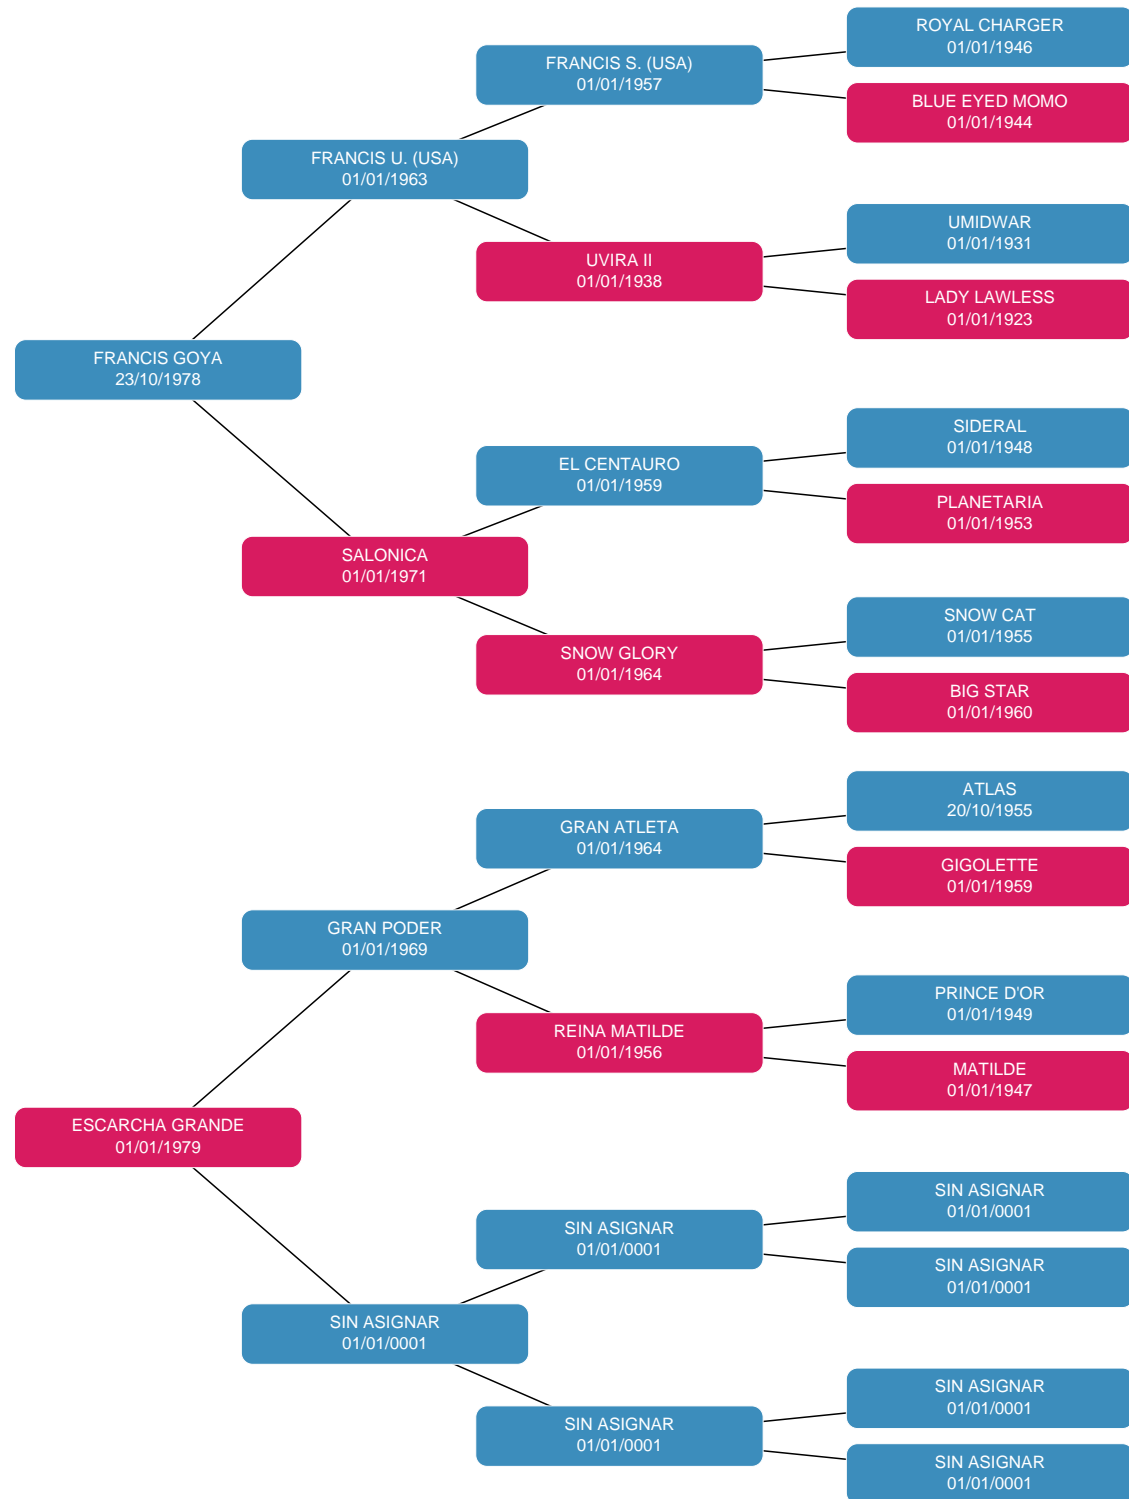 ROYAL CHARGER
01/01/1946
FRANCIS S. (USA)
01/01/1957
BLUE EYED MOMO
01/01/1944
FRANCIS U. (USA)
01/01/1963
UMIDWAR
01/01/1931
UVIRA II
01/01/1938
LADY LAWLESS
01/01/1923
FRANCIS GOYA
23/10/1978
SIDERAL
01/01/1948
EL CENTAURO
01/01/1959
PLANETARIA
01/01/1953
SALONICA
01/01/1971
SNOW CAT
01/01/1955
SNOW GLORY
01/01/1964
BIG STAR
01/01/1960
ATLAS
20/10/1955
GRAN ATLETA
01/01/1964
GIGOLETTE
01/01/1959
GRAN PODER
01/01/1969
PRINCE D'OR
01/01/1949
REINA MATILDE
01/01/1956
MATILDE
01/01/1947
ESCARCHA GRANDE
01/01/1979
SIN ASIGNAR
01/01/0001
SIN ASIGNAR
01/01/0001
SIN ASIGNAR
01/01/0001
SIN ASIGNAR
01/01/0001
SIN ASIGNAR
01/01/0001
SIN ASIGNAR
01/01/0001
SIN ASIGNAR
01/01/0001